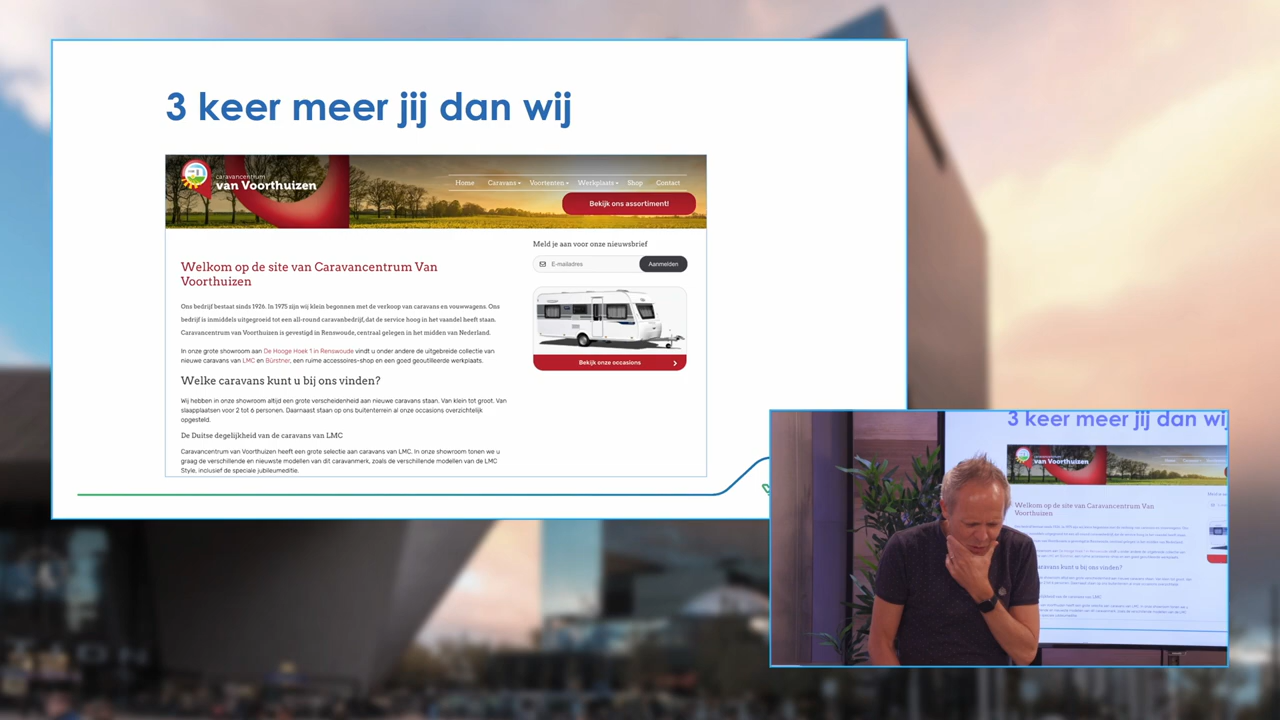 3 keer meer jij dan wij
caravancentrum
van Voorthuizen
Home Caravans Voortenten Werkplaats Shop Contact
Bekijk ons assortiment!
Welkom op de site van Caravancentrum Van
Voorthuizen
Ons bedrijf bestaat sinds 1926. In 1975 zijn wij klein begonnen met de verkoop van caravans en vouwwagens. Ons
bedrijf is inmiddels uitgegroeid tot een all-round caravanbedrijf, dat de service hoog in het vaandel heeft staan.
Caravancentrum van Voorthuizen is gevestigd in Renswoude, centraal gelegen in het midden van Nederland.
In onze grote showroom aan De Hooge Hoek 1 in Renswoude vindt u onder andere de uitgebreide collectie van
nieuwe caravans van LMC en Bürstner, een ruime accessoires-shop en een goed geoutilleerde werkplaats.
Welke caravans kunt u bij ons vinden?
Wij hebben in onze showroom altijd een grote verscheidenheid aan nieuwe caravans staan. Van klein tot groot. Van
slaapplaatsen voor 2 tot 6 personen. Daarnaast staan op ons buitenterrein al onze occasions overzichtelijk
opgesteld.
De Duitse degelijkheid van de caravans van LMC
Caravancentrum van Voorthuizen heeft een grote selectie aan caravans van LMC. In onze showroom tonen we u
graag de verschillende en nieuwste modellen van dit caravanmerk, zoals de verschillende modellen van de LMC
Style, inclusief de speciale jubileumeditie.
Meld je aan voor onze nieuwsbrief
E-mailadres Aanmelden
Bekijk onze occasions
3 keer meer jij dan wij
van Voorthuizen
Welkom op de site van Caravancentrum Van
Voorthuizen
aravans kunt u bij ons vinden?